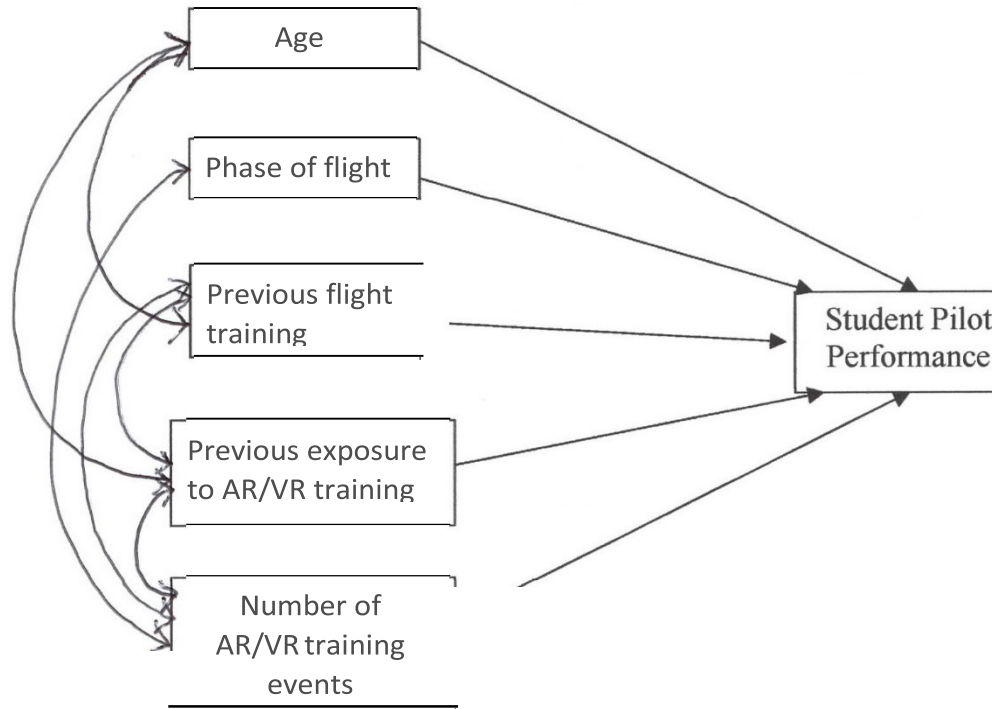 Age
Phase of flight
Previous flight
training
Student Pilot
Performance
Previous exposure
to AR/VR training
Number of
AR/VR training
events